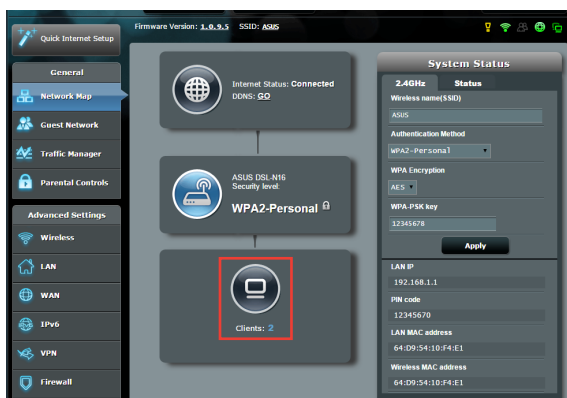 Quick Internet Setup
Firmware Version: 1.0.9.5 SSID: ASUS
General
Network Map
Guest Network
Traffic Manager
Parental Controls
Advanced Settings
Wireless
LAN
WAN
IPv6
VPN
Firewall
Internet Status: Connected
DDNS: GO
ASUS DSL-N16
Security level:
WPA2-Personal
Clients: 2
System Status
2.4GHz Status
Wireless name(SSID)
ASUS
Authentication Method
WPA2-Personal
WPA Encryption
AES
WPA-PSK key
12345678
Apply
LAN IP
192.168.1.1
PIN code
12345670
LAN MAC address
64:D9:54:10:F4:E1
Wireless MAC address
64:D9:54:10:F4:E1